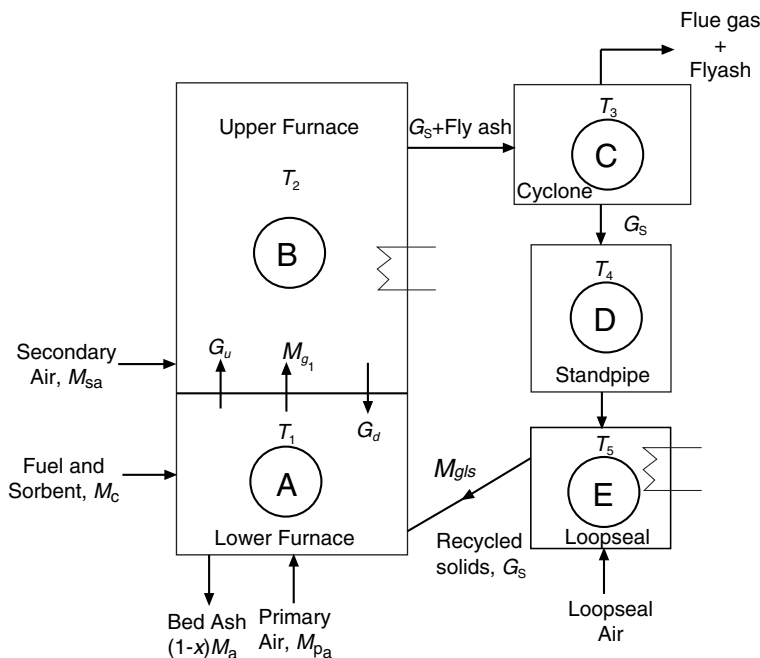 Flue gas
+
Flyash
Upper Furnace
T2
B
GS+Fly ash
T3
C
Cyclone
GS
T4
D
Standpipe
Secondary
Air, Msa
Gu
Mg1
Gd
Fuel and
Sorbent, Mc
T1
A
Lower Furnace
Mgls
T5
E
Loopseal
Recycled
solids, GS
Bed Ash
(1-x)Ma
Primary
Air, Mpa
Loopseal
Air